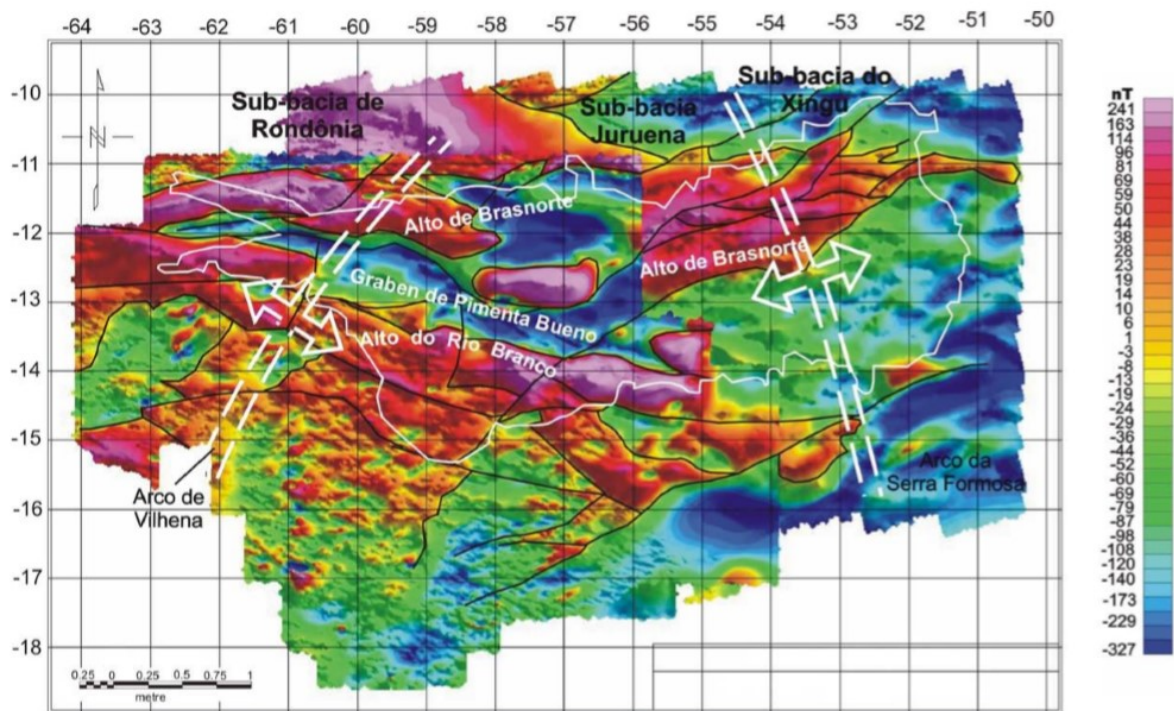 -64 -63 -62 -61 -60 -59 -58 -57 -56 -55 -54 -53 -52 -51 -50
-10
-11
-12
-13
-14
-15
-16
-17
-18
N
Sub-bacia de
Rondônia
Sub-bacia
Juruena
Sub-bacia do
Xingu
Alto de Brasnorte
Alto de Brasnorte
Graben de Pimenta Bueno
Alto do Rio Branco
Arco de
Vilhena
Arco da
Serra Formosa
0.25 0 0.25 0.5 0.75 1
metre
nT
241
163
114
96
81
69
59
50
44
38
28
23
19
14
10
6
1
-3
-8
-13
-19
-24
-29
-36
-44
-52
-60
-69
-79
-87
-98
-108
-120
-140
-173
-229
-327